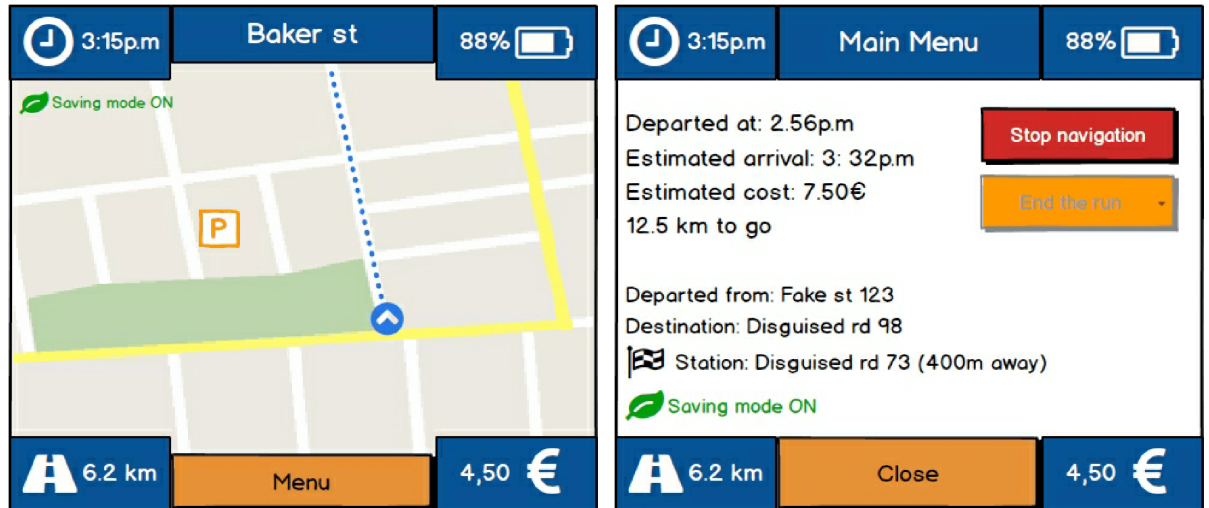 3:15p.m
Baker st
88%
Saving mode ON
P
6.2 km
Menu
4,50 €
3:15p.m
Main Menu
88%
Departed at: 2.56p.m
Stop navigation
Estimated arrival: 3: 32p.m
Estimated cost: 7.50€
End the run
12.5 km to go
Departed from: Fake st 123
Destination: Disguised rd 98
Station: Disguised rd 73 (400m away)
Saving mode ON
6.2 km
Close
4,50 €